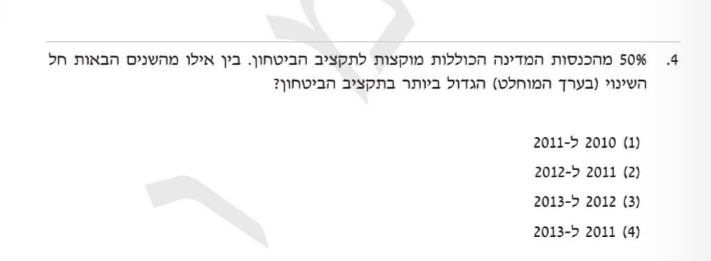 4. 50% מהכנסות המדינה הכוללות מוקצות לתקציב הביטחון. בין אילו מהשנים הבאות חל
השינוי (בערך המוחלט) הגדול ביותר בתקציב הביטחון?
(1) 2010 ל-2011
(2) 2011 ל-2012
(3) 2012 ל-2013
(4) 2011 ל-2013